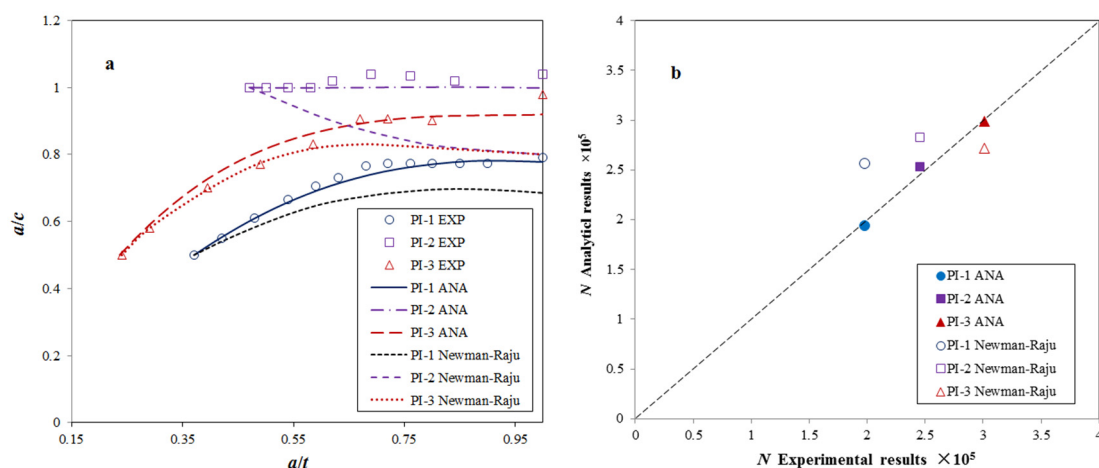 a
1.2
1
0.8
0.6
0.4
0.2
0
0.15 0.35 0.55 0.75 0.95
a/c
a/t
PI-1 EXP
PI-2 EXP
PI-3 EXP
PI-1 ANA
PI-2 ANA
PI-3 ANA
PI-1 Newman-Raju
PI-2 Newman-Raju
PI-3 Newman-Raju
b
4
3.5
3
2.5
2
1.5
1
0.5
0
0 0.5 1 1.5 2 2.5 3 3.5 4
N Analyticl results ×10⁵
N Experimental results ×10⁵
PI-1 ANA
PI-2 ANA
PI-3 ANA
PI-1 Newman-Raju
PI-2 Newman-Raju
PI-3 Newman-Raju